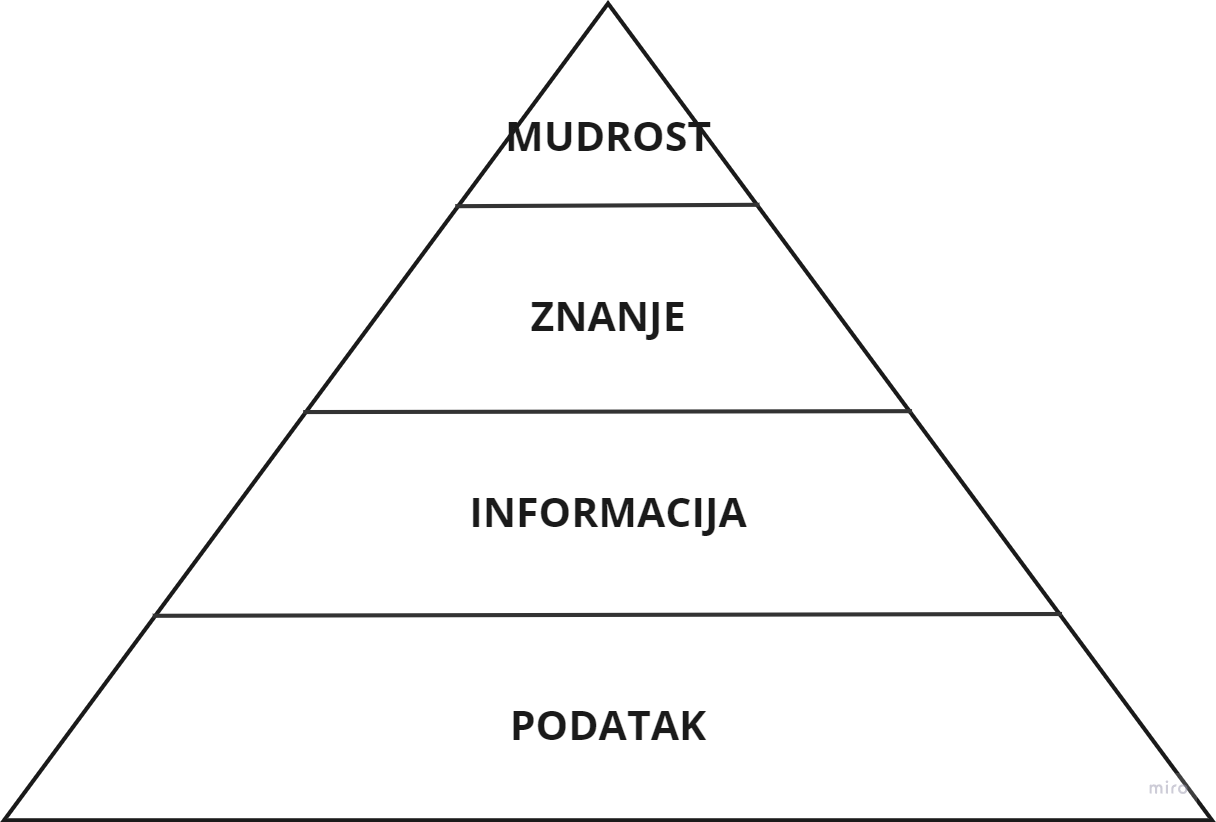 MUDROST
ZNANJE
INFORMACIJA
PODATAK
miro